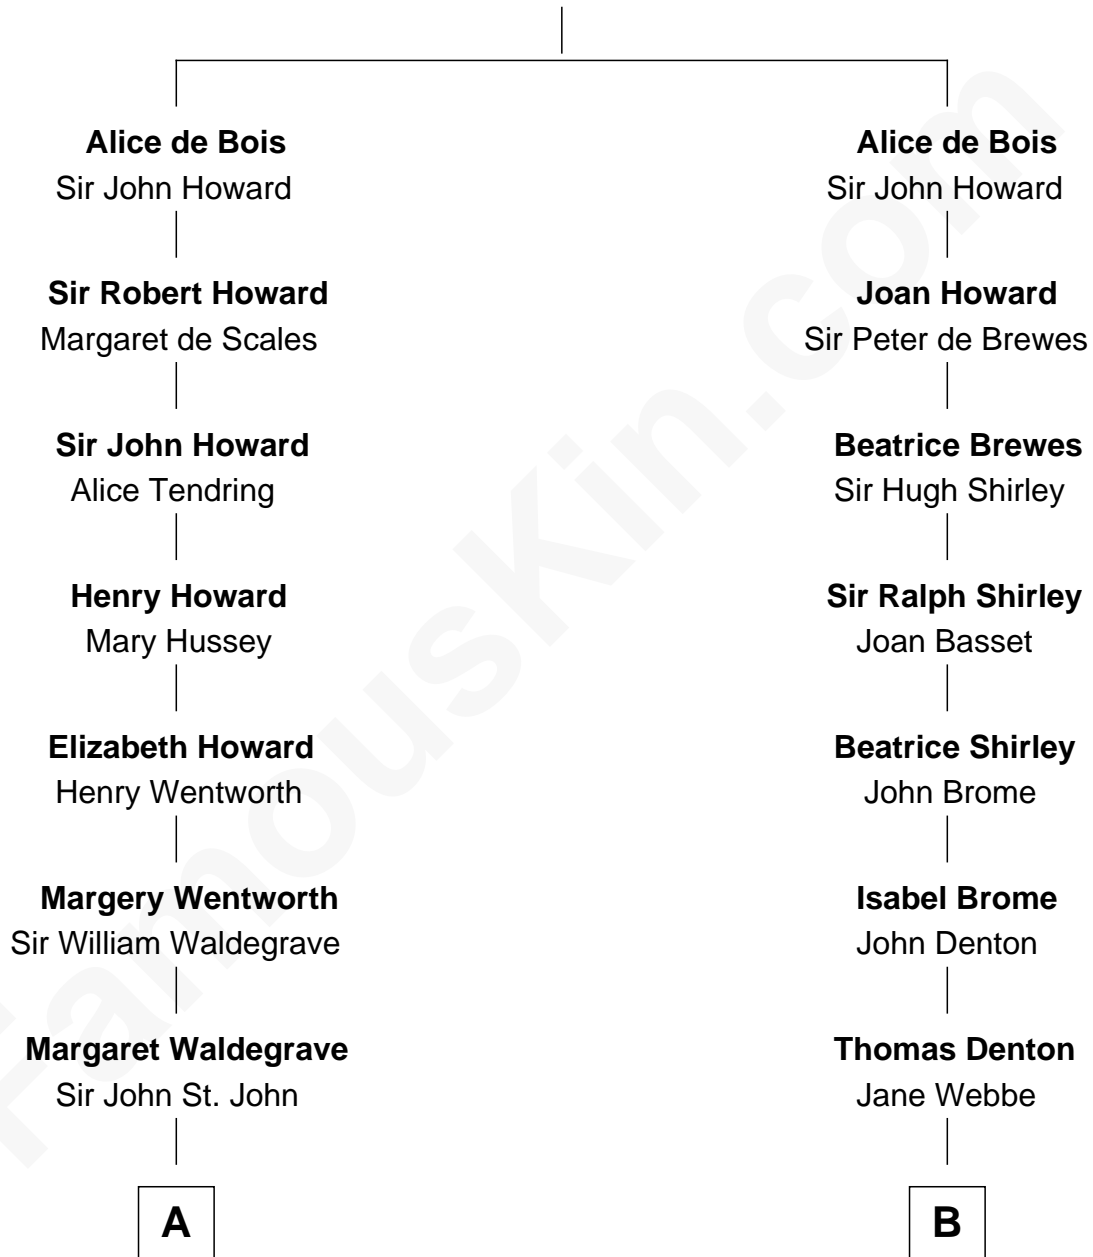 Alice de Bois
Sir John Howard
Sir Robert Howard
Margaret de Scales
Sir John Howard
Alice Tendring
Henry Howard
Mary Hussey
Elizabeth Howard
Henry Wentworth
Margery Wentworth
Sir William Waldegrave
Margaret Waldegrave
Sir John St. John
A
Alice de Bois
Sir John Howard
Joan Howard
Sir Peter de Brewes
Beatrice Brewes
Sir Hugh Shirley
Sir Ralph Shirley
Joan Basset
Beatrice Shirley
John Brome
Isabel Brome
John Denton
Thomas Denton
Jane Webbe
B
FamousKin.com